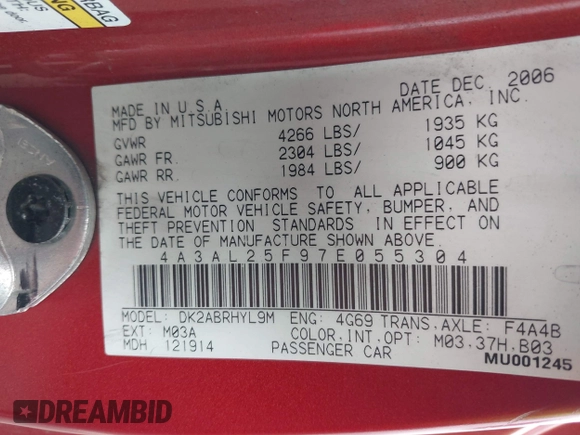 RBAG
NG
OUS
MADE IN U.S.A. DATE DEC, 2006
MFD BY MITSUBISHI MOTORS NORTH AMERICA, INC.
GVWR 4266 LBS/ 1935 KG
GAWR FR. 2304 LBS/ 1045 KG
GAWR RR. 1984 LBS/ 900 KG
THIS VEHICLE CONFORMS TO ALL APPLICABLE
FEDERAL MOTOR VEHICLE SAFETY, BUMPER, AND
THEFT PREVENTION STANDARDS IN EFFECT ON
THE DATE OF MANUFACTURE SHOWN ABOVE.
4A3AL25F97E055304
MODEL: DK2ABRHYL9M ENG: 4G69 TRANS.AXLE: F4A4B
EXT: M03A COLOR.INT.OPT: M03.37H.B03
MDH 121914 PASSENGER CAR MU001245
DREAMBID